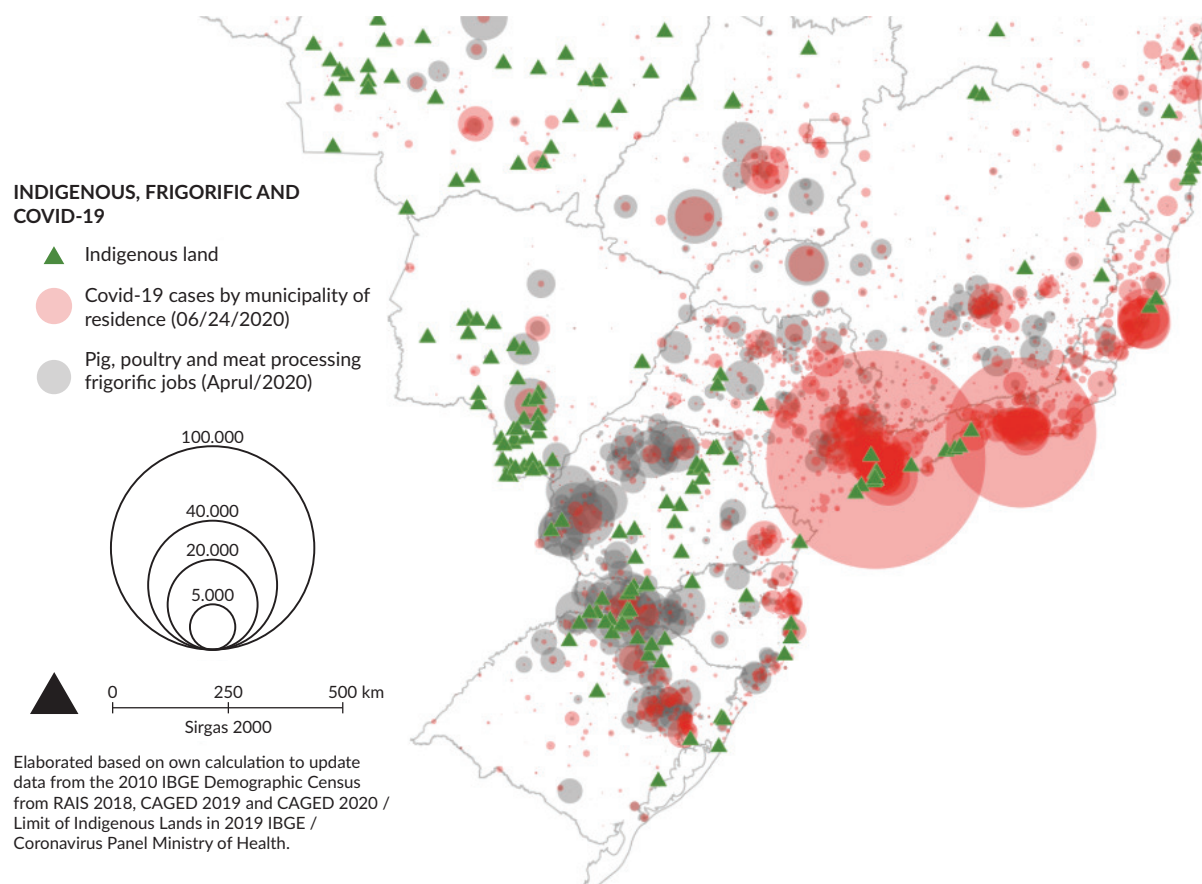 INDIGENOUS, FRIGORIFIC AND
COVID-19
Indigenous land
Covid-19 cases by municipality of
residence (06/24/2020)
Pig, poultry and meat processing
frigorific jobs (Aprul/2020)
100.000
40.000
20.000
5.000
0 250 500 km
Sirgas 2000
Elaborated based on own calculation to update
data from the 2010 IBGE Demographic Census
from RAIS 2018, CAGED 2019 and CAGED 2020 /
Limit of Indigenous Lands in 2019 IBGE /
Coronavirus Panel Ministry of Health.